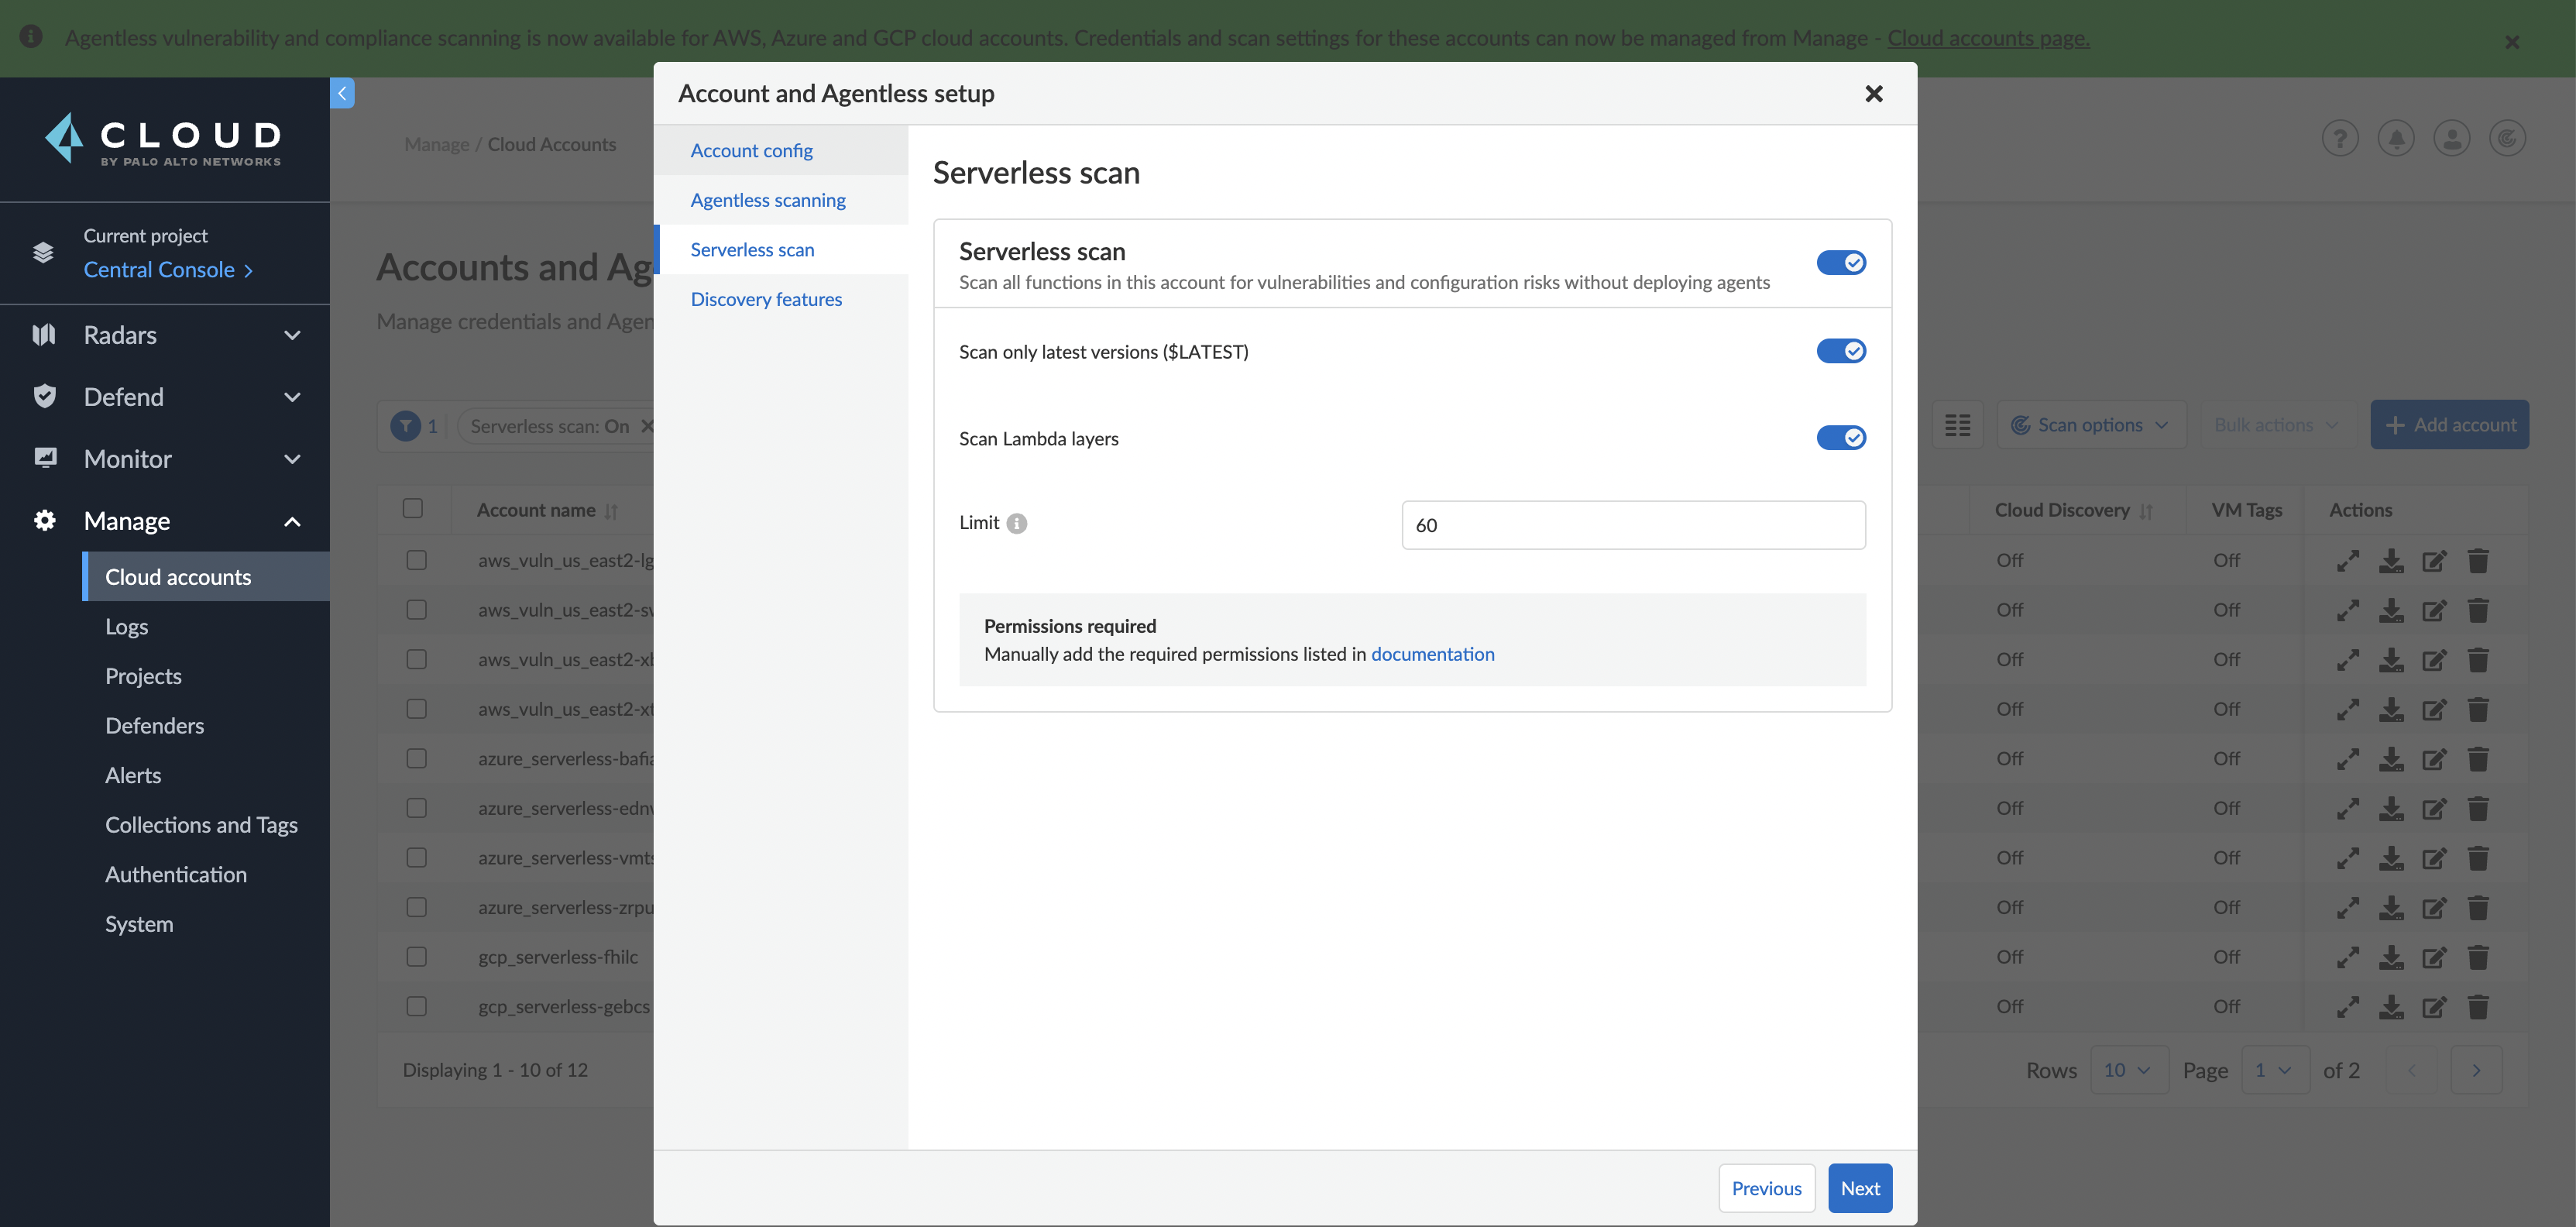 Agentless vulnerability and compliance scanning is now available for AWS, Azure and GCP cloud accounts. Credentials and scan settings for these accounts can now be managed from Manage - Cloud accounts page.
CLOUD
BY PALO ALTO NETWORKS
Current project
Central Console
Radars
Defend
Monitor
Manage
Cloud accounts
Logs
Projects
Defenders
Alerts
Collections and Tags
Authentication
System
Manage / Cloud Accounts
Accounts and Ag
Manage credentials and Agen
1 Serverless scan: On
Scan options Bulk actions Add account
Account name Cloud Discovery VM Tags Actions
aws_vuln_us_east2-lg Off Off
aws_vuln_us_east2-sv Off Off
aws_vuln_us_east2-xb Off Off
aws_vuln_us_east2-xt Off Off
azure_serverless-bafia Off Off
azure_serverless-edn Off Off
azure_serverless-vmts Off Off
azure_serverless-zrpu Off Off
gcp_serverless-fhilc Off Off
gcp_serverless-gebcs Off Off
Displaying 1 - 10 of 12
Rows 10 Page 1 of 2
Account and Agentless setup
Account config
Agentless scanning
Serverless scan
Discovery features
Serverless scan
Serverless scan
Scan all functions in this account for vulnerabilities and configuration risks without deploying agents
Scan only latest versions ($LATEST)
Scan Lambda layers
Limit 60
Permissions required
Manually add the required permissions listed in documentation
Previous Next